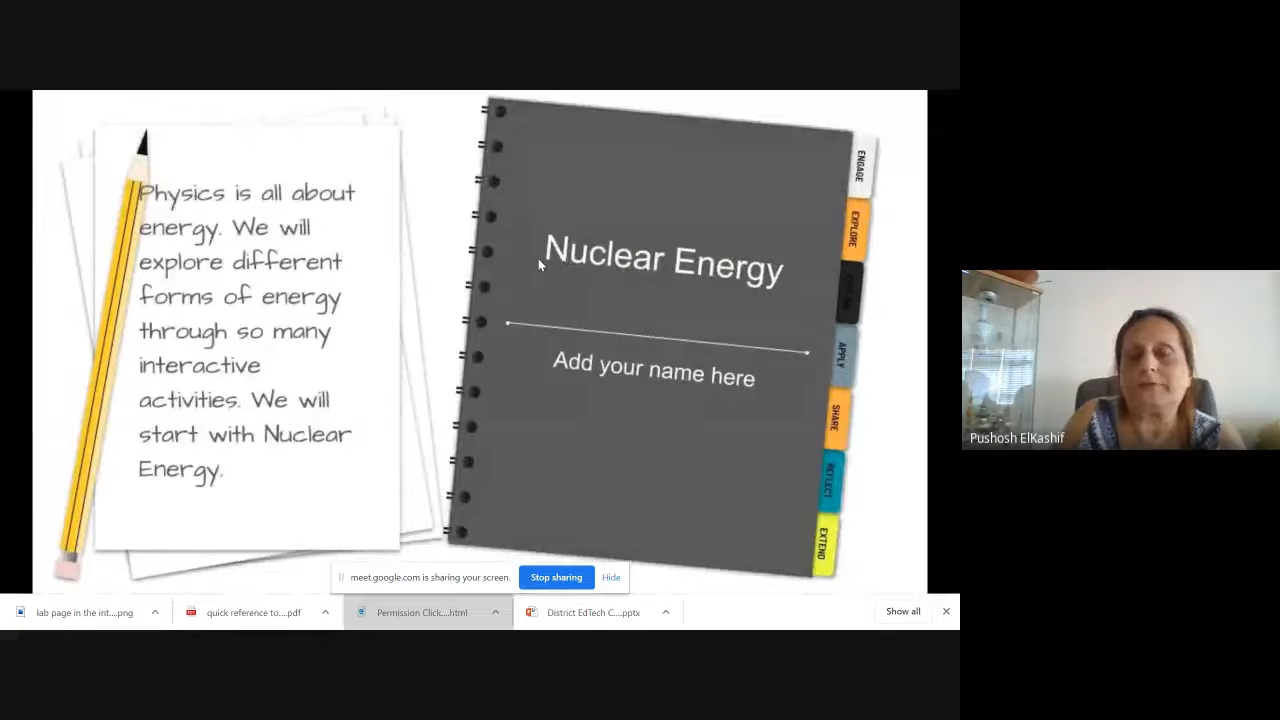 Physics is all about
energy. We will
explore different
forms of energy
through so many
interactive
activities. We will
start with Nuclear
Energy.
Nuclear Energy
Add your name here
ENGAGE
EXPLORE
APPLY
SHARE
REFLECT
EXTEND
Pushosh ElKashif
meet.google.com is sharing your screen.
Stop sharing
Hide
lab page in the int....png
quick reference to....pdf
Permission Click....html
District EdTech C....pptx
Show all